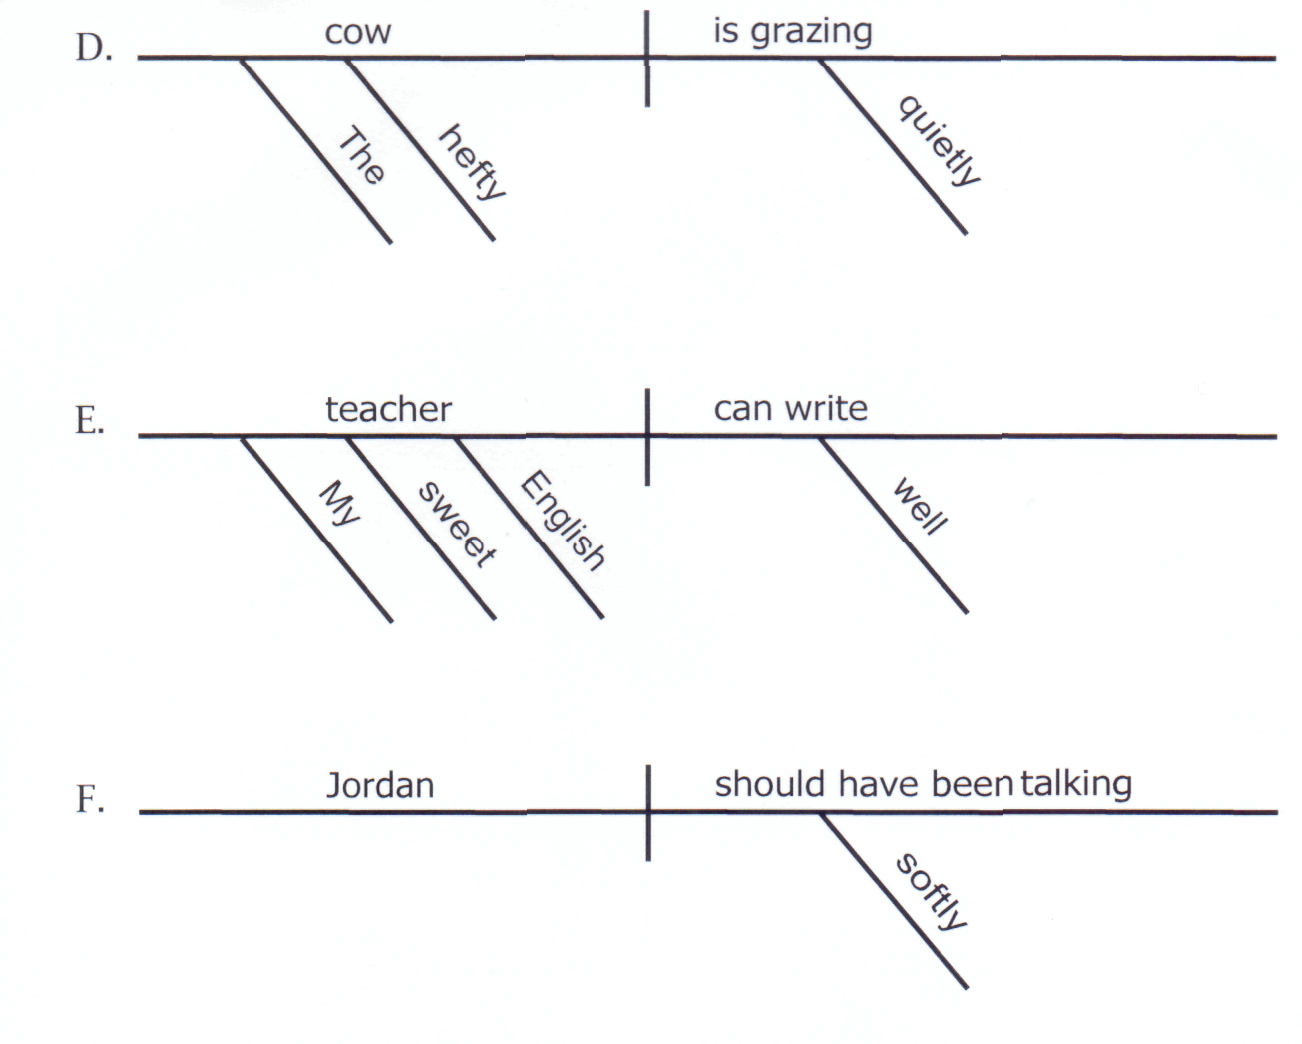 D. cow is grazing
The hefty quietly
E. teacher can write
My sweet English well
F. Jordan should have been talking
softly